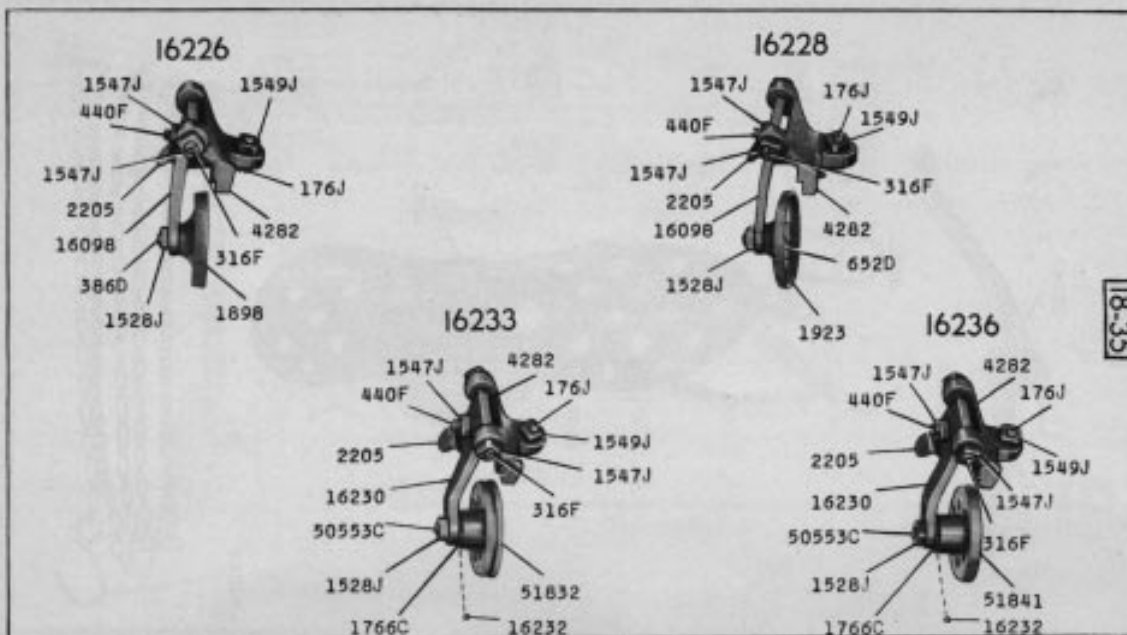 16226
1547J
1549J
440F
1547J
176J
2205
4282
16098
316F
386D
1528J
1898
16228
1547J
176J
440F
1549J
1547J
316F
2205
16098
4282
1528J
652D
1923
18-35
16233
1547J
4282
440F
176J
2205
1549J
1547J
16230
316F
50553C
1528J
51832
1766C
16232
16236
1547J
4282
440F
176J
2205
1549J
16230
1547J
50553C
316F
1528J
51841
1766C
16232